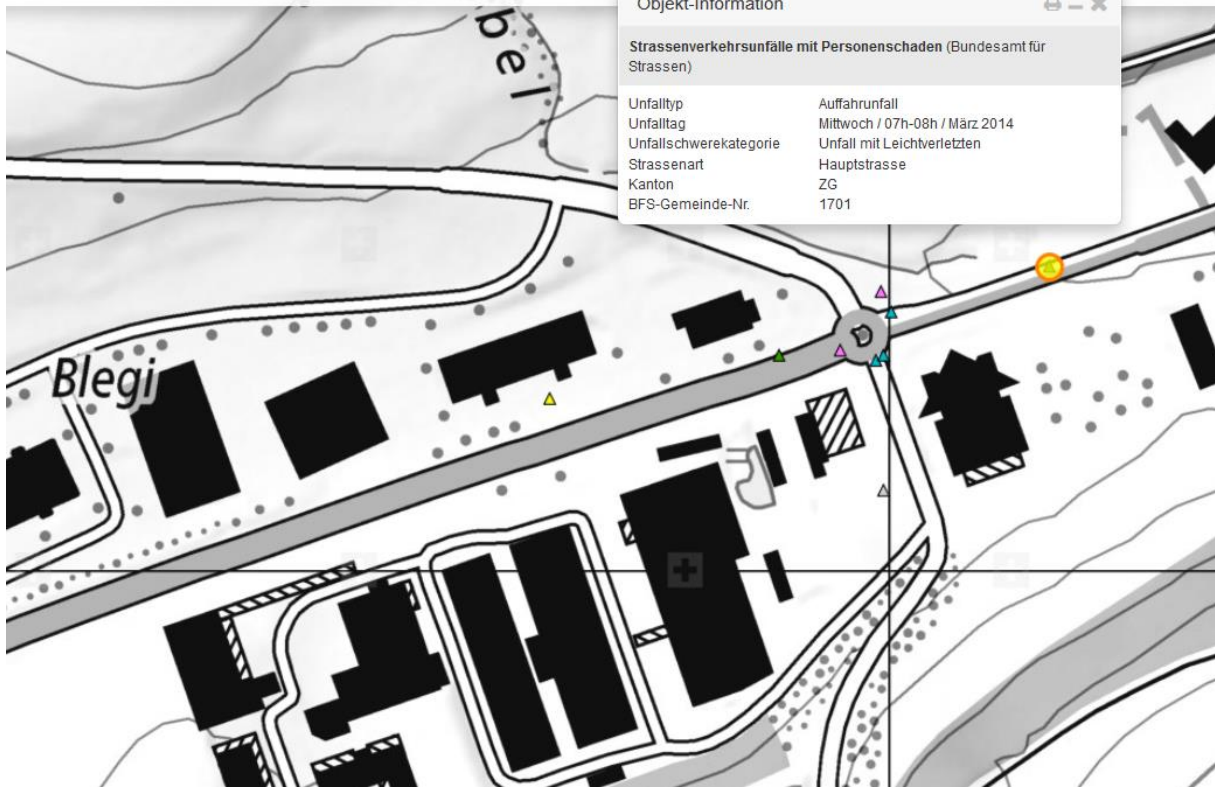 Objekt-Information
Strassenverkehrsunfälle mit Personenschaden (Bundesamt für
Strassen)
Unfalltyp Auffahrunfall
Unfalltag Mittwoch / 07h-08h / März 2014
Unfallschwerekategorie Unfall mit Leichtverletzten
Strassenart Hauptstrasse
Kanton ZG
BFS-Gemeinde-Nr. 1701
bel
Blegi